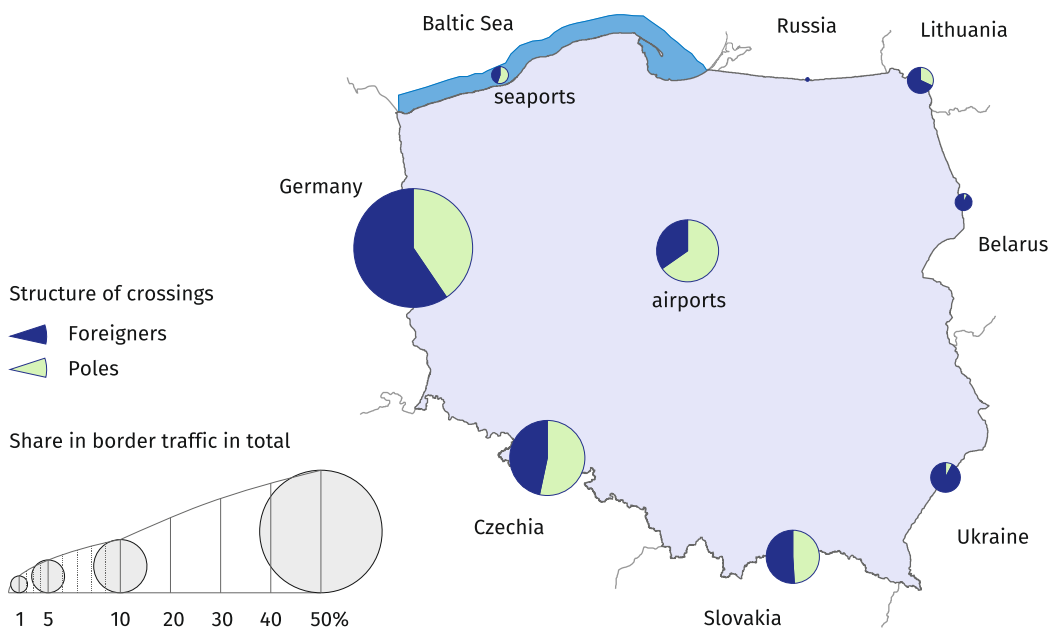 Baltic Sea
Russia
Lithuania
seaports
Germany
Belarus
airports
Structure of crossings
Foreigners
Poles
Share in border traffic in total
Czechia
Ukraine
Slovakia
1 5 10 20 30 40 50%